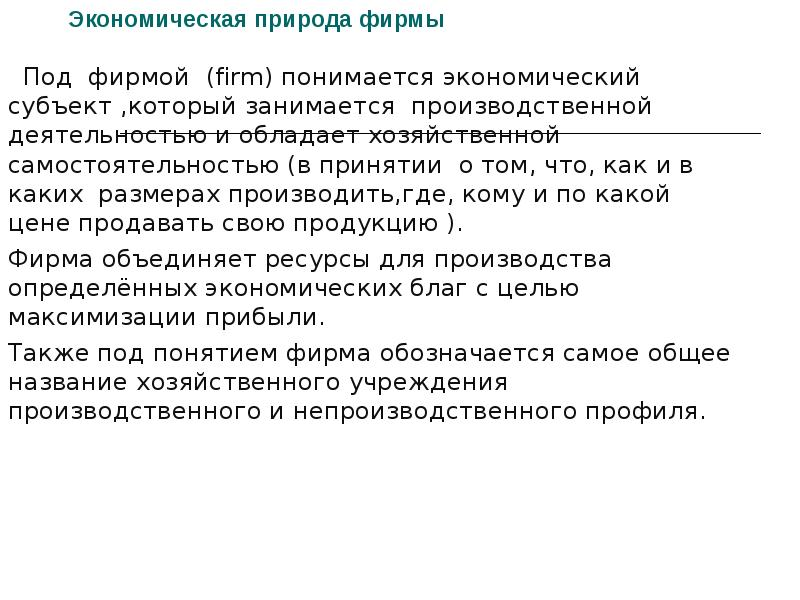 Экономическая природа фирмы
Под фирмой (firm) понимается экономический
субъект ,который занимается производственной
деятельностью и обладает хозяйственной
самостоятельностью (в принятии о том, что, как и в
каких размерах производить,где, кому и по какой
цене продавать свою продукцию ).
Фирма объединяет ресурсы для производства
определённых экономических благ с целью
максимизации прибыли.
Также под понятием фирма обозначается самое общее
название хозяйственного учреждения
производственного и непроизводственного профиля.